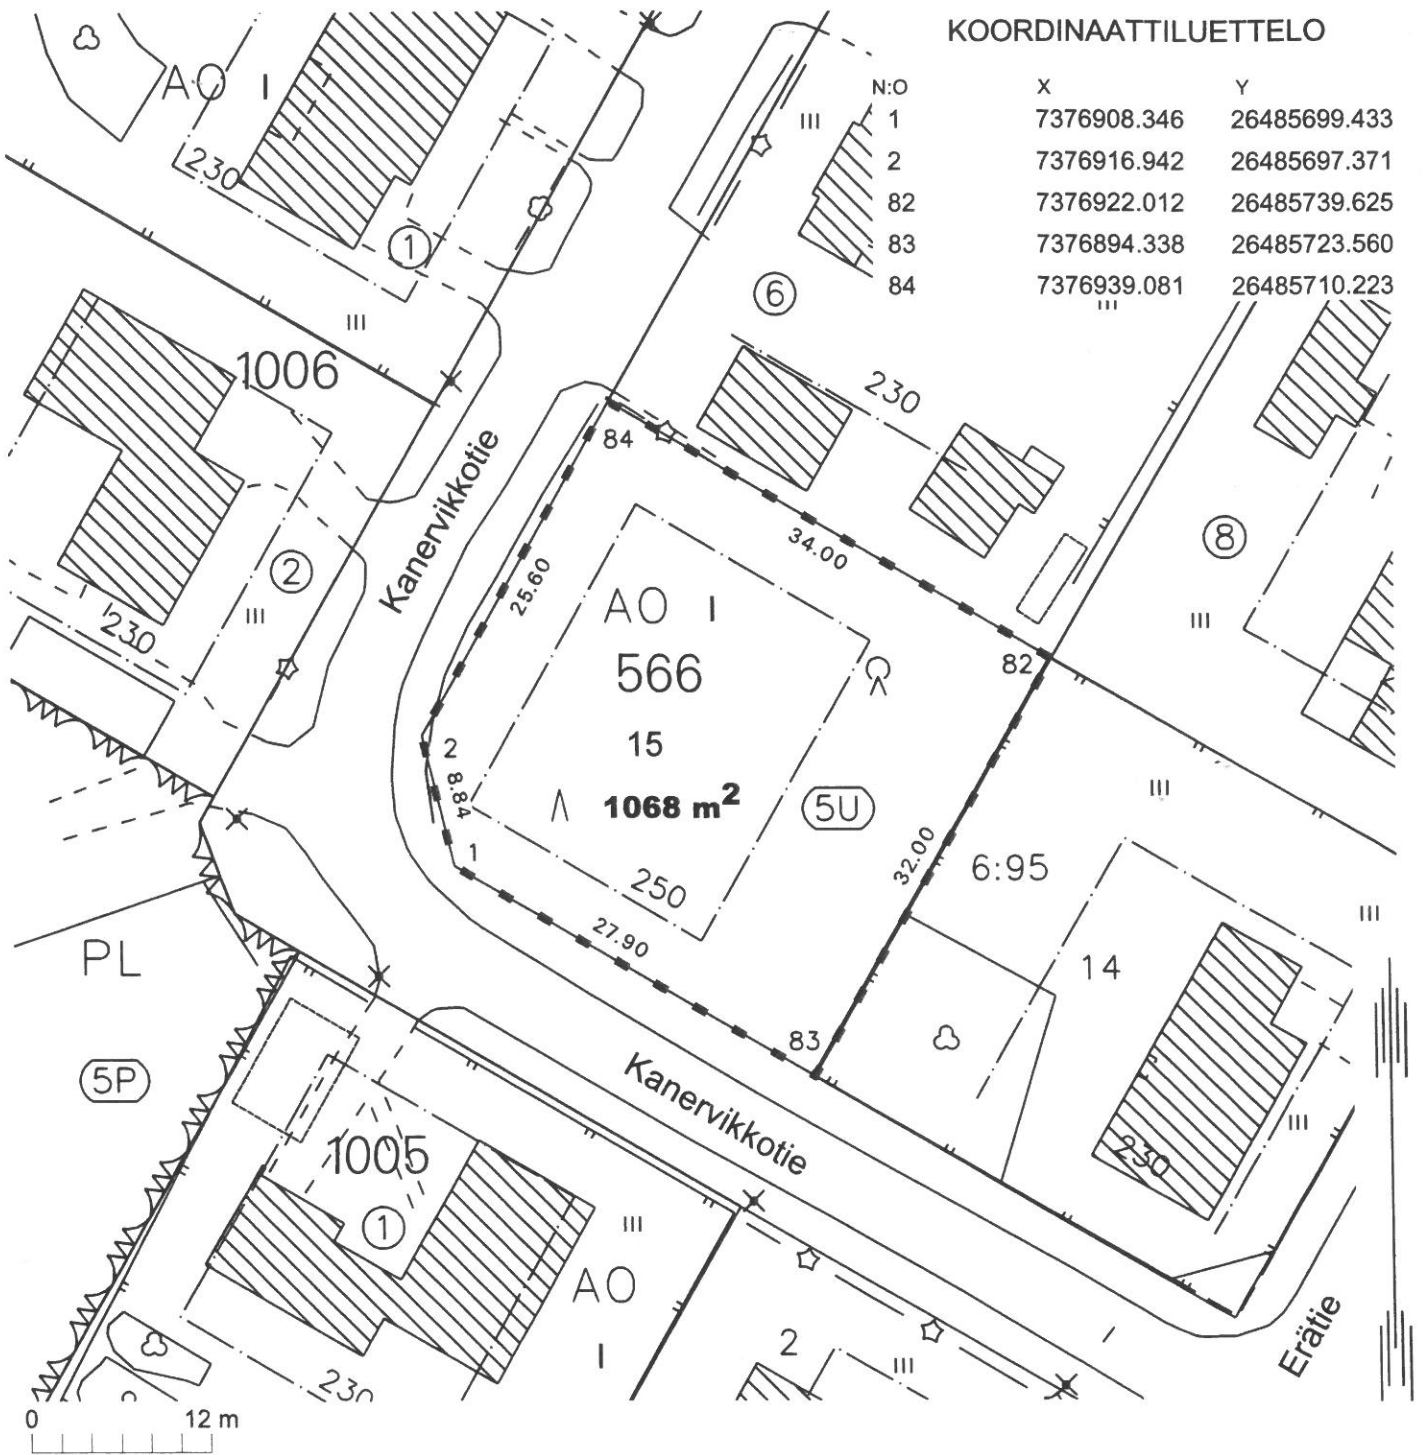 KOORDINAATTILUETTELO
N:O X Y
1 7376908.346 26485699.433
2 7376916.942 26485697.371
82 7376922.012 26485739.625
83 7376894.338 26485723.560
84 7376939.081 26485710.223
AO I
230
1
III
III
6
III
1006
230
Kanervikkotie
84
34.00
8
2
25.60
III
III
230
AO I
566
82
15
2
III
8.84
1068 m²
5U
1
32.00
6:95
250
III
27.90
PL
14
83
5P
Kanervikkotie
1005
III
230
1
III
AO
2
III
I
Erätie
230
0 12 m